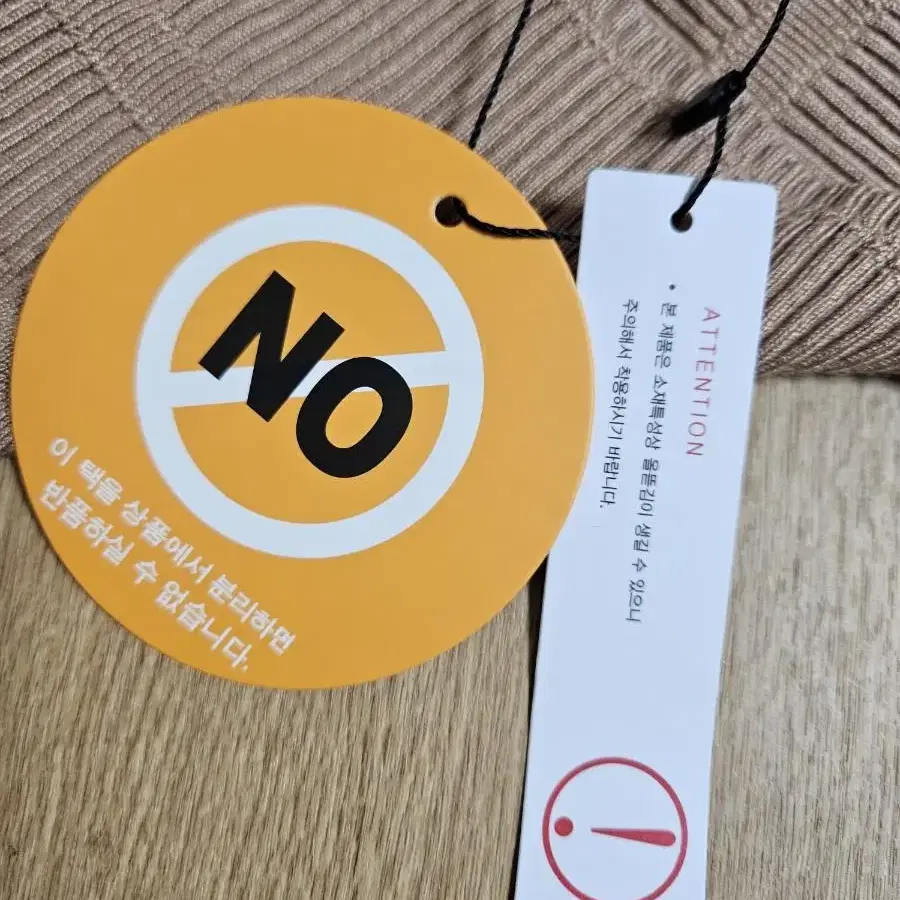 NO
이 택을 상품에서 분리하면
반품하실 수 없습니다.
ATTENTION
• 본 제품은 소재특성상 올뜯김이 생길 수 있으니
주의해서 착용하시기 바랍니다.